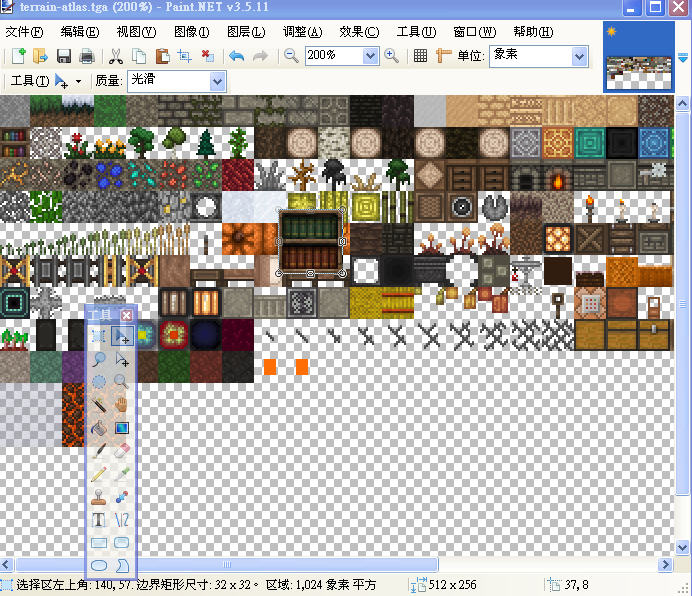 terrain-atlas.tga (200%) - Paint.NET v3.5.11
文件(F) 编辑(E) 视图(V) 图像(I) 图层(L) 调整(A) 效果(C) 工具(U) 窗口(W) 帮助(H)
200% 单位: 象素
工具(T) 质量: 光滑
工具
选择区左上角: 140, 57. 边界矩形尺寸: 32 x 32。 区域: 1,024 象素 平方 512 x 256 37, 8